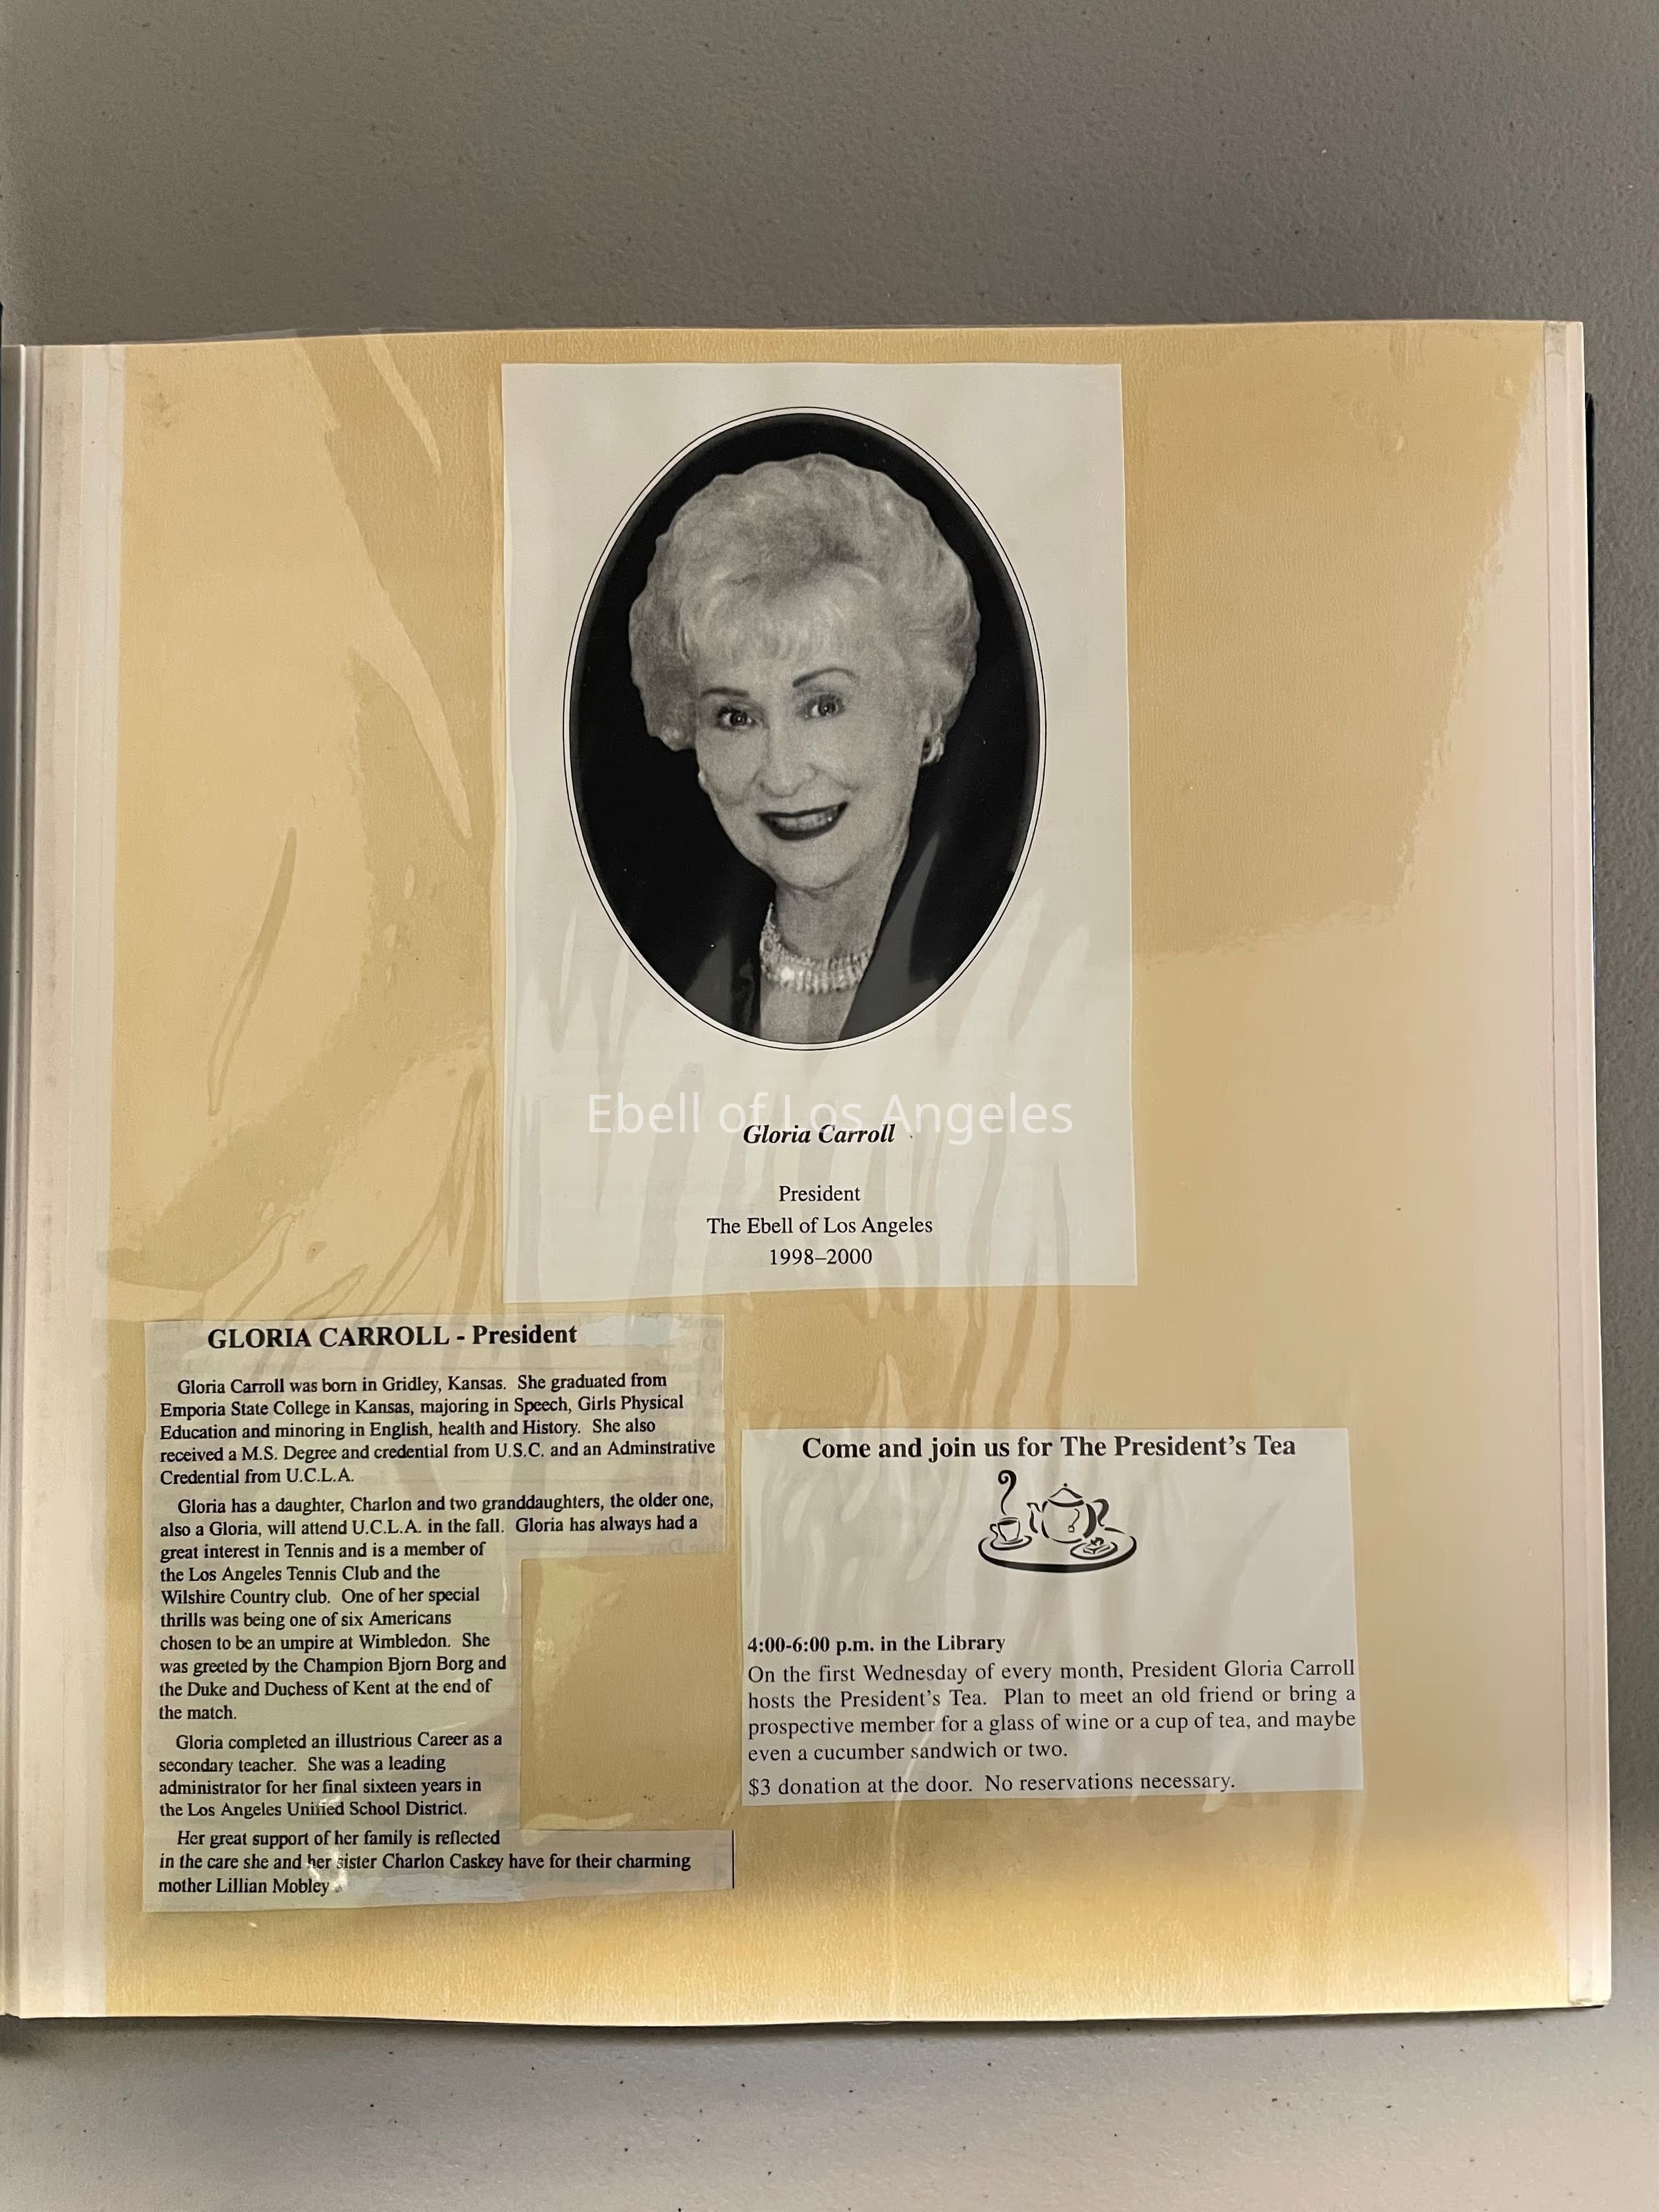 Ebell of Los Angeles
Gloria Carroll
President
The Ebell of Los Angeles
1998–2000
GLORIA CARROLL - President
Gloria Carroll was born in Gridley, Kansas. She graduated from
Emporia State College in Kansas, majoring in Speech, Girls Physical
Education and minoring in English, health and History. She also
received a M.S. Degree and credential from U.S.C. and an Adminstrative
Credential from U.C.L.A.
Gloria has a daughter, Charlon and two granddaughters, the older one,
also a Gloria, will attend U.C.L.A. in the fall. Gloria has always had a
great interest in Tennis and is a member of
the Los Angeles Tennis Club and the
Wilshire Country club. One of her special
thrills was being one of six Americans
chosen to be an umpire at Wimbledon. She
was greeted by the Champion Bjorn Borg and
the Duke and Duchess of Kent at the end of
the match.
Gloria completed an illustrious Career as a
secondary teacher. She was a leading
administrator for her final sixteen years in
the Los Angeles Unified School District.
Her great support of her family is reflected
in the care she and her sister Charlon Caskey have for their charming
mother Lillian Mobley
Come and join us for The President's Tea
4:00-6:00 p.m. in the Library
On the first Wednesday of every month, President Gloria Carroll
hosts the President's Tea. Plan to meet an old friend or bring a
prospective member for a glass of wine or a cup of tea, and maybe
even a cucumber sandwich or two.
$3 donation at the door. No reservations necessary.